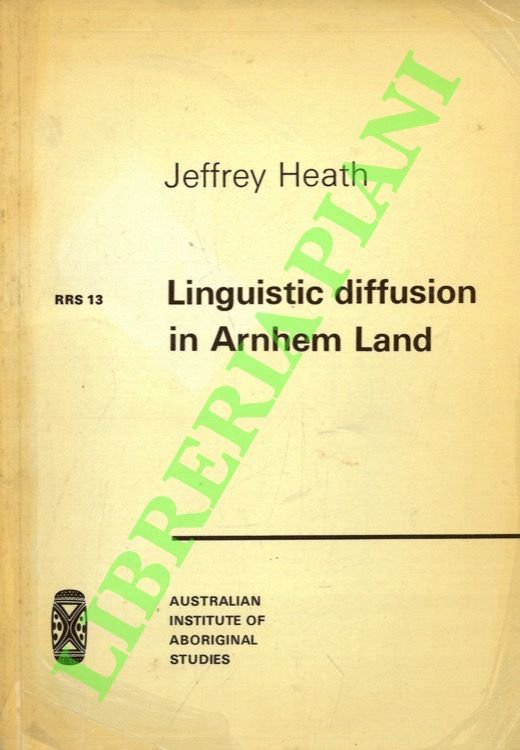 Jeffrey Heath
RRS 13
Linguistic diffusion
in Arnhem Land
AUSTRALIAN
INSTITUTE OF
ABORIGINAL
STUDIES
LIBRERIA PIANI